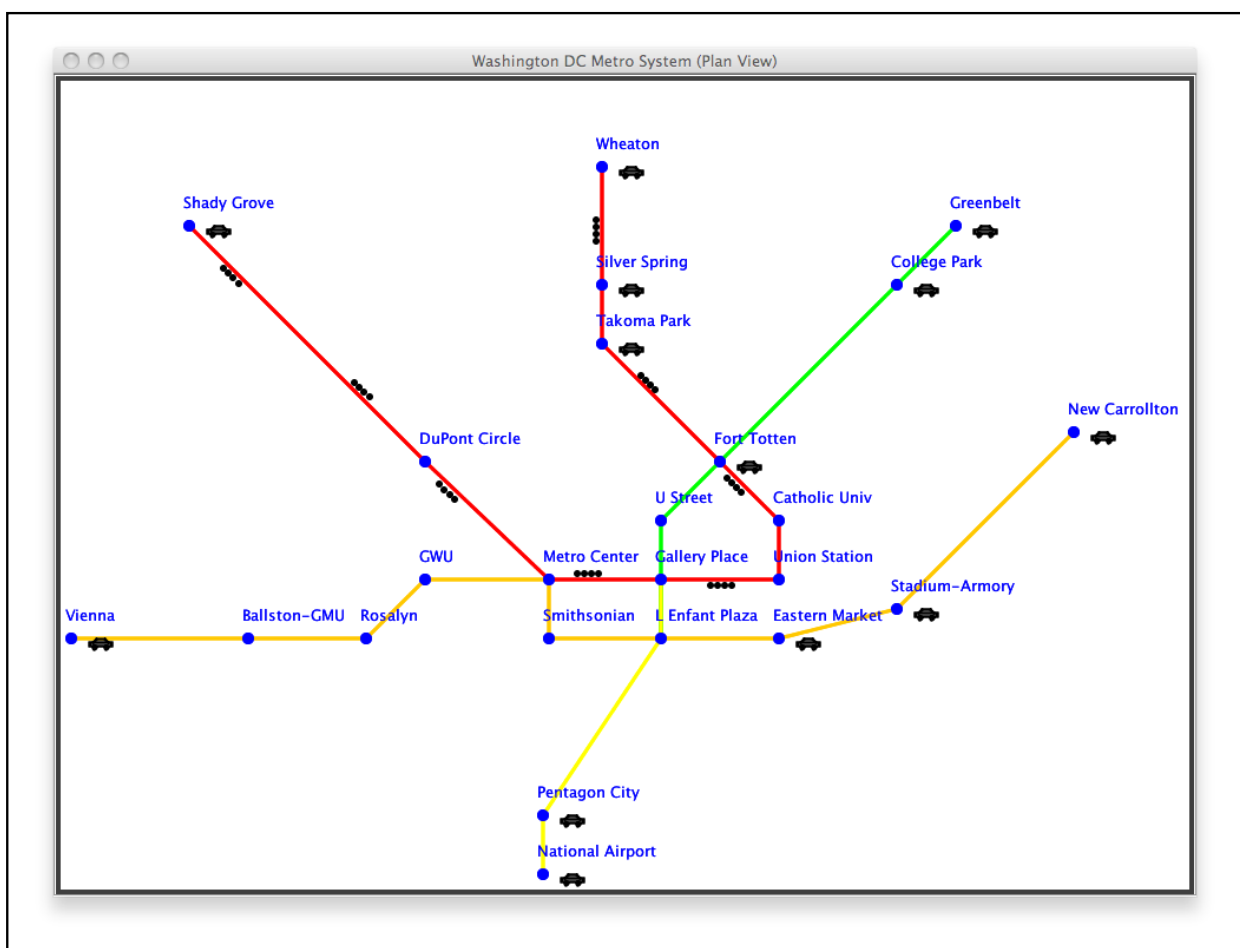 Washington DC Metro System (Plan View)
Wheaton
Shady Grove
Greenbelt
Silver Spring
College Park
Takoma Park
New Carrollton
DuPont Circle
Fort Totten
U Street
Catholic Univ
GWU
Metro Center
Gallery Place
Union Station
Stadium-Armory
Vienna
Ballston-GMU
Rosalyn
Smithsonian
L Enfant Plaza
Eastern Market
Pentagon City
National Airport